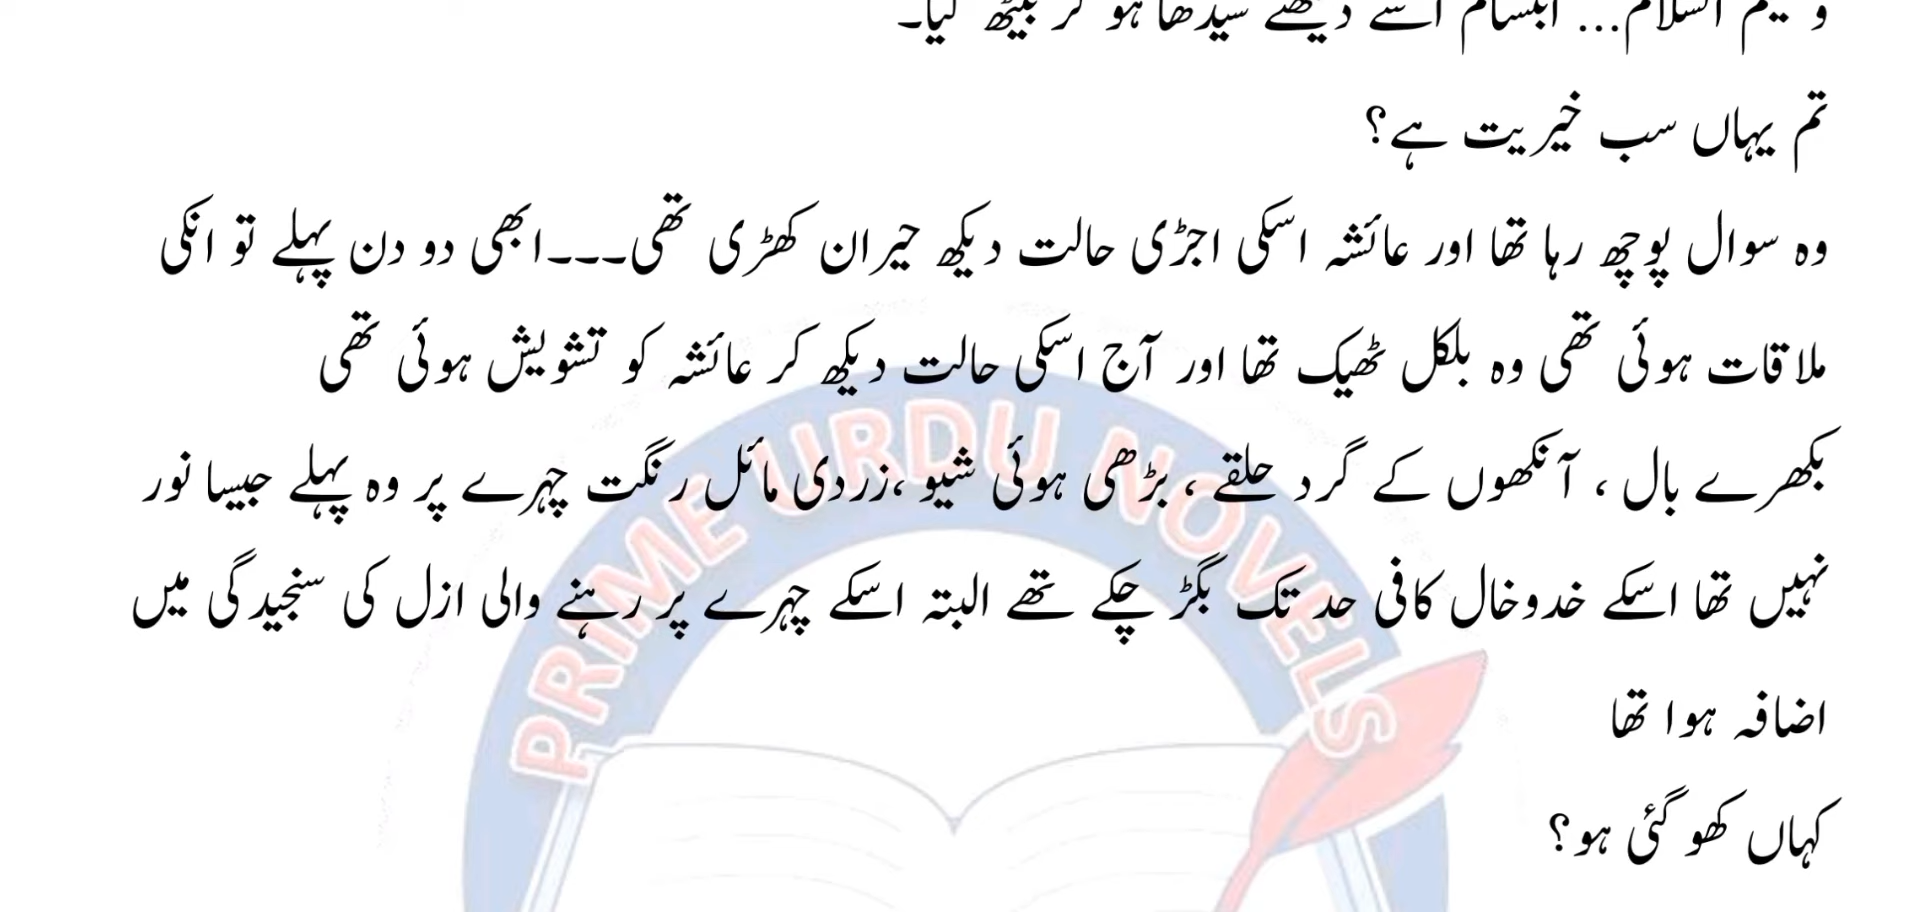 و علیکم السلام... ابتسام اسے دیکھتے سیدھا ہو کر بیٹھ گیا۔
تم یہاں سب خیریت ہے؟
وہ سوال پوچھ رہا تھا اور عائشہ اسکی اجڑی حالت دیکھ حیران کھڑی تھی۔۔۔ابھی دو دن پہلے تو انکی
ملاقات ہوئی تھی وہ بلکل ٹھیک تھا اور آج اسکی حالت دیکھ کر عائشہ کو تشویش ہوئی تھی
بکھرے بال ، آنکھوں کے گرد حلقے ، بڑھی ہوئی شیو ،زردی مائل رنگت چہرے پر وہ پہلے جیسا نور
نہیں تھا اسکے خدوخال کافی حد تک بگڑ چکے تھے البتہ اسکے چہرے پر رہنے والی ازل کی سنجیدگی میں
اضافہ ہوا تھا
کہاں کھو گئی ہو؟
PRIME URDU NOVELS